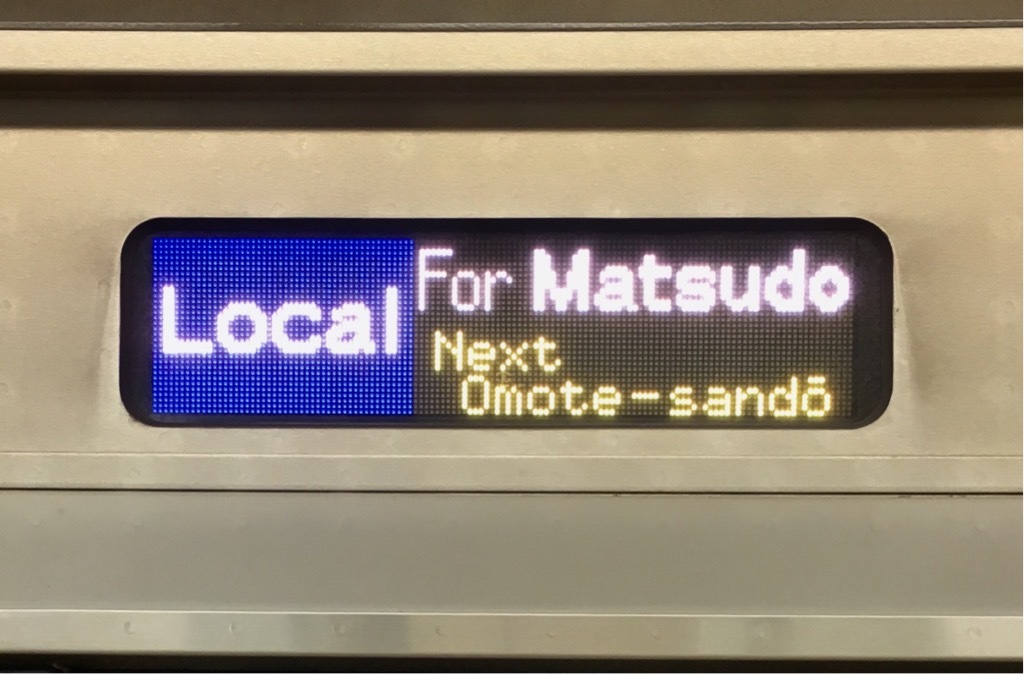 Local
For Matsudo
Next
Omote-sandō